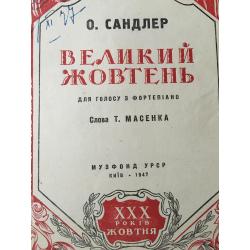 О. САНДЛЕР
ВЕЛИКИЙ
ЖОВТЕНЬ
ДЛЯ ГОЛОСУ З ФОРТЕПІАНО
Слова Т. МАСЕНКА
МУЗФОНД УРСР
КИЇВ - 1947
XXX
РОКІВ
ЖОВТНЯ